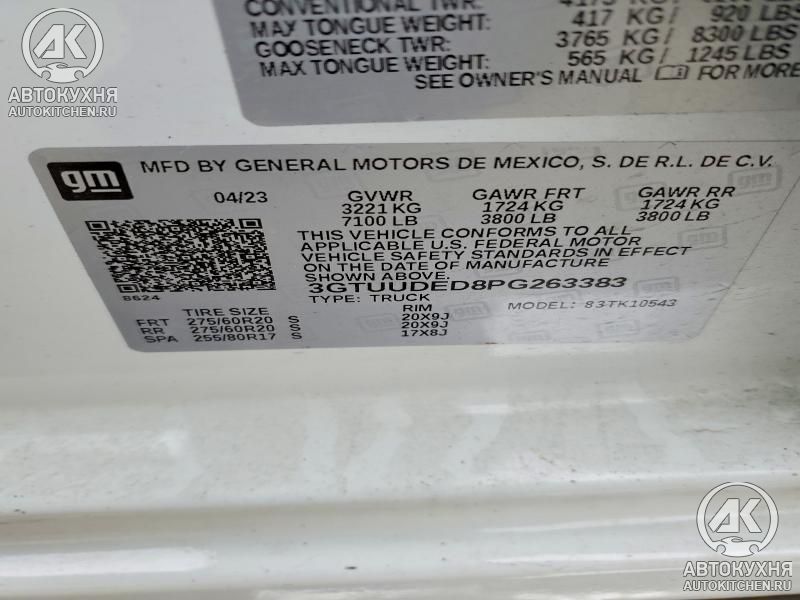 CONVENTIONAL TWR:
MAX TONGUE WEIGHT: 417 KG/ 920 LBS
GOOSENECK TWR: 3765 KG/ 8300 LBS
MAX TONGUE WEIGHT: 565 KG/ 1245 LBS
SEE OWNER'S MANUAL FOR MORE
AK
АВТОКУХНЯ
AUTOKITCHEN.RU
gm
MFD BY GENERAL MOTORS DE MEXICO, S. DE R.L. DE C.V.
04/23 GVWR GAWR FRT GAWR RR
3221 KG 1724 KG 1724 KG
7100 LB 3800 LB 3800 LB
THIS VEHICLE CONFORMS TO ALL
APPLICABLE U.S. FEDERAL MOTOR
VEHICLE SAFETY STANDARDS IN EFFECT
ON THE DATE OF MANUFACTURE
3GTUUDED8PG263383
8624
TYPE: TRUCK MODEL: 83TK10543
TIRE SIZE RIM
FRT 275/60R20 S 20X9J
RR 275/60R20 S 20X9J
SPA 255/80R17 S 17X8J
AK
АВТОКУХНЯ
AUTOKITCHEN.RU